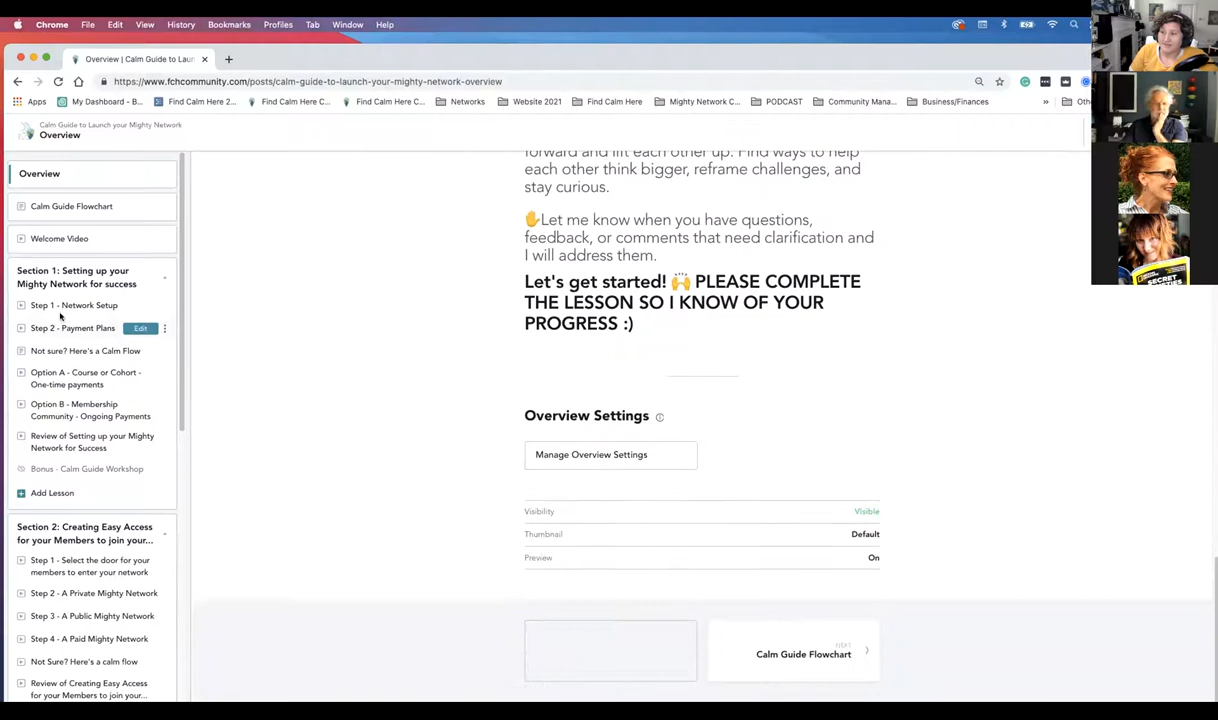 Chrome File Edit View History Bookmarks Profiles Tab Window Help
Overview | Calm Guide to Laun
https://www.fchcommunity.com/posts/calm-guide-to-launch-your-mighty-network-overview
Apps My Dashboard - B... Find Calm Here 2... Find Calm Here C... Find Calm Here C... Networks Website 2021 Find Calm Here Mighty Network C... PODCAST Community Mana... Business/Finances » Oth
Calm Guide to Launch your Mighty Network
Overview
Overview
Calm Guide Flowchart
Welcome Video
Section 1: Setting up your
Mighty Network for success
Step 1 - Network Setup
Step 2 - Payment Plans Edit
Not sure? Here's a Calm Flow
Option A - Course or Cohort -
One-time payments
Option B - Membership
Community - Ongoing Payments
Review of Setting up your Mighty
Network for Success
Bonus - Calm Guide Workshop
Add Lesson
Section 2: Creating Easy Access
for your Members to join your...
Step 1 - Select the door for your
members to enter your network
Step 2 - A Private Mighty Network
Step 3 - A Public Mighty Network
Step 4 - A Paid Mighty Network
Not Sure? Here's a calm flow
Review of Creating Easy Access
for your Members to join your...
forward and lift each other up. Find ways to help
each other think bigger, reframe challenges, and
stay curious.
✋Let me know when you have questions,
feedback, or comments that need clarification and
I will address them.
Let's get started! 🙌 PLEASE COMPLETE
THE LESSON SO I KNOW OF YOUR
PROGRESS :)
Overview Settings
Manage Overview Settings
Visibility Visible
Thumbnail Default
Preview On
NEXT
Calm Guide Flowchart
SECRET